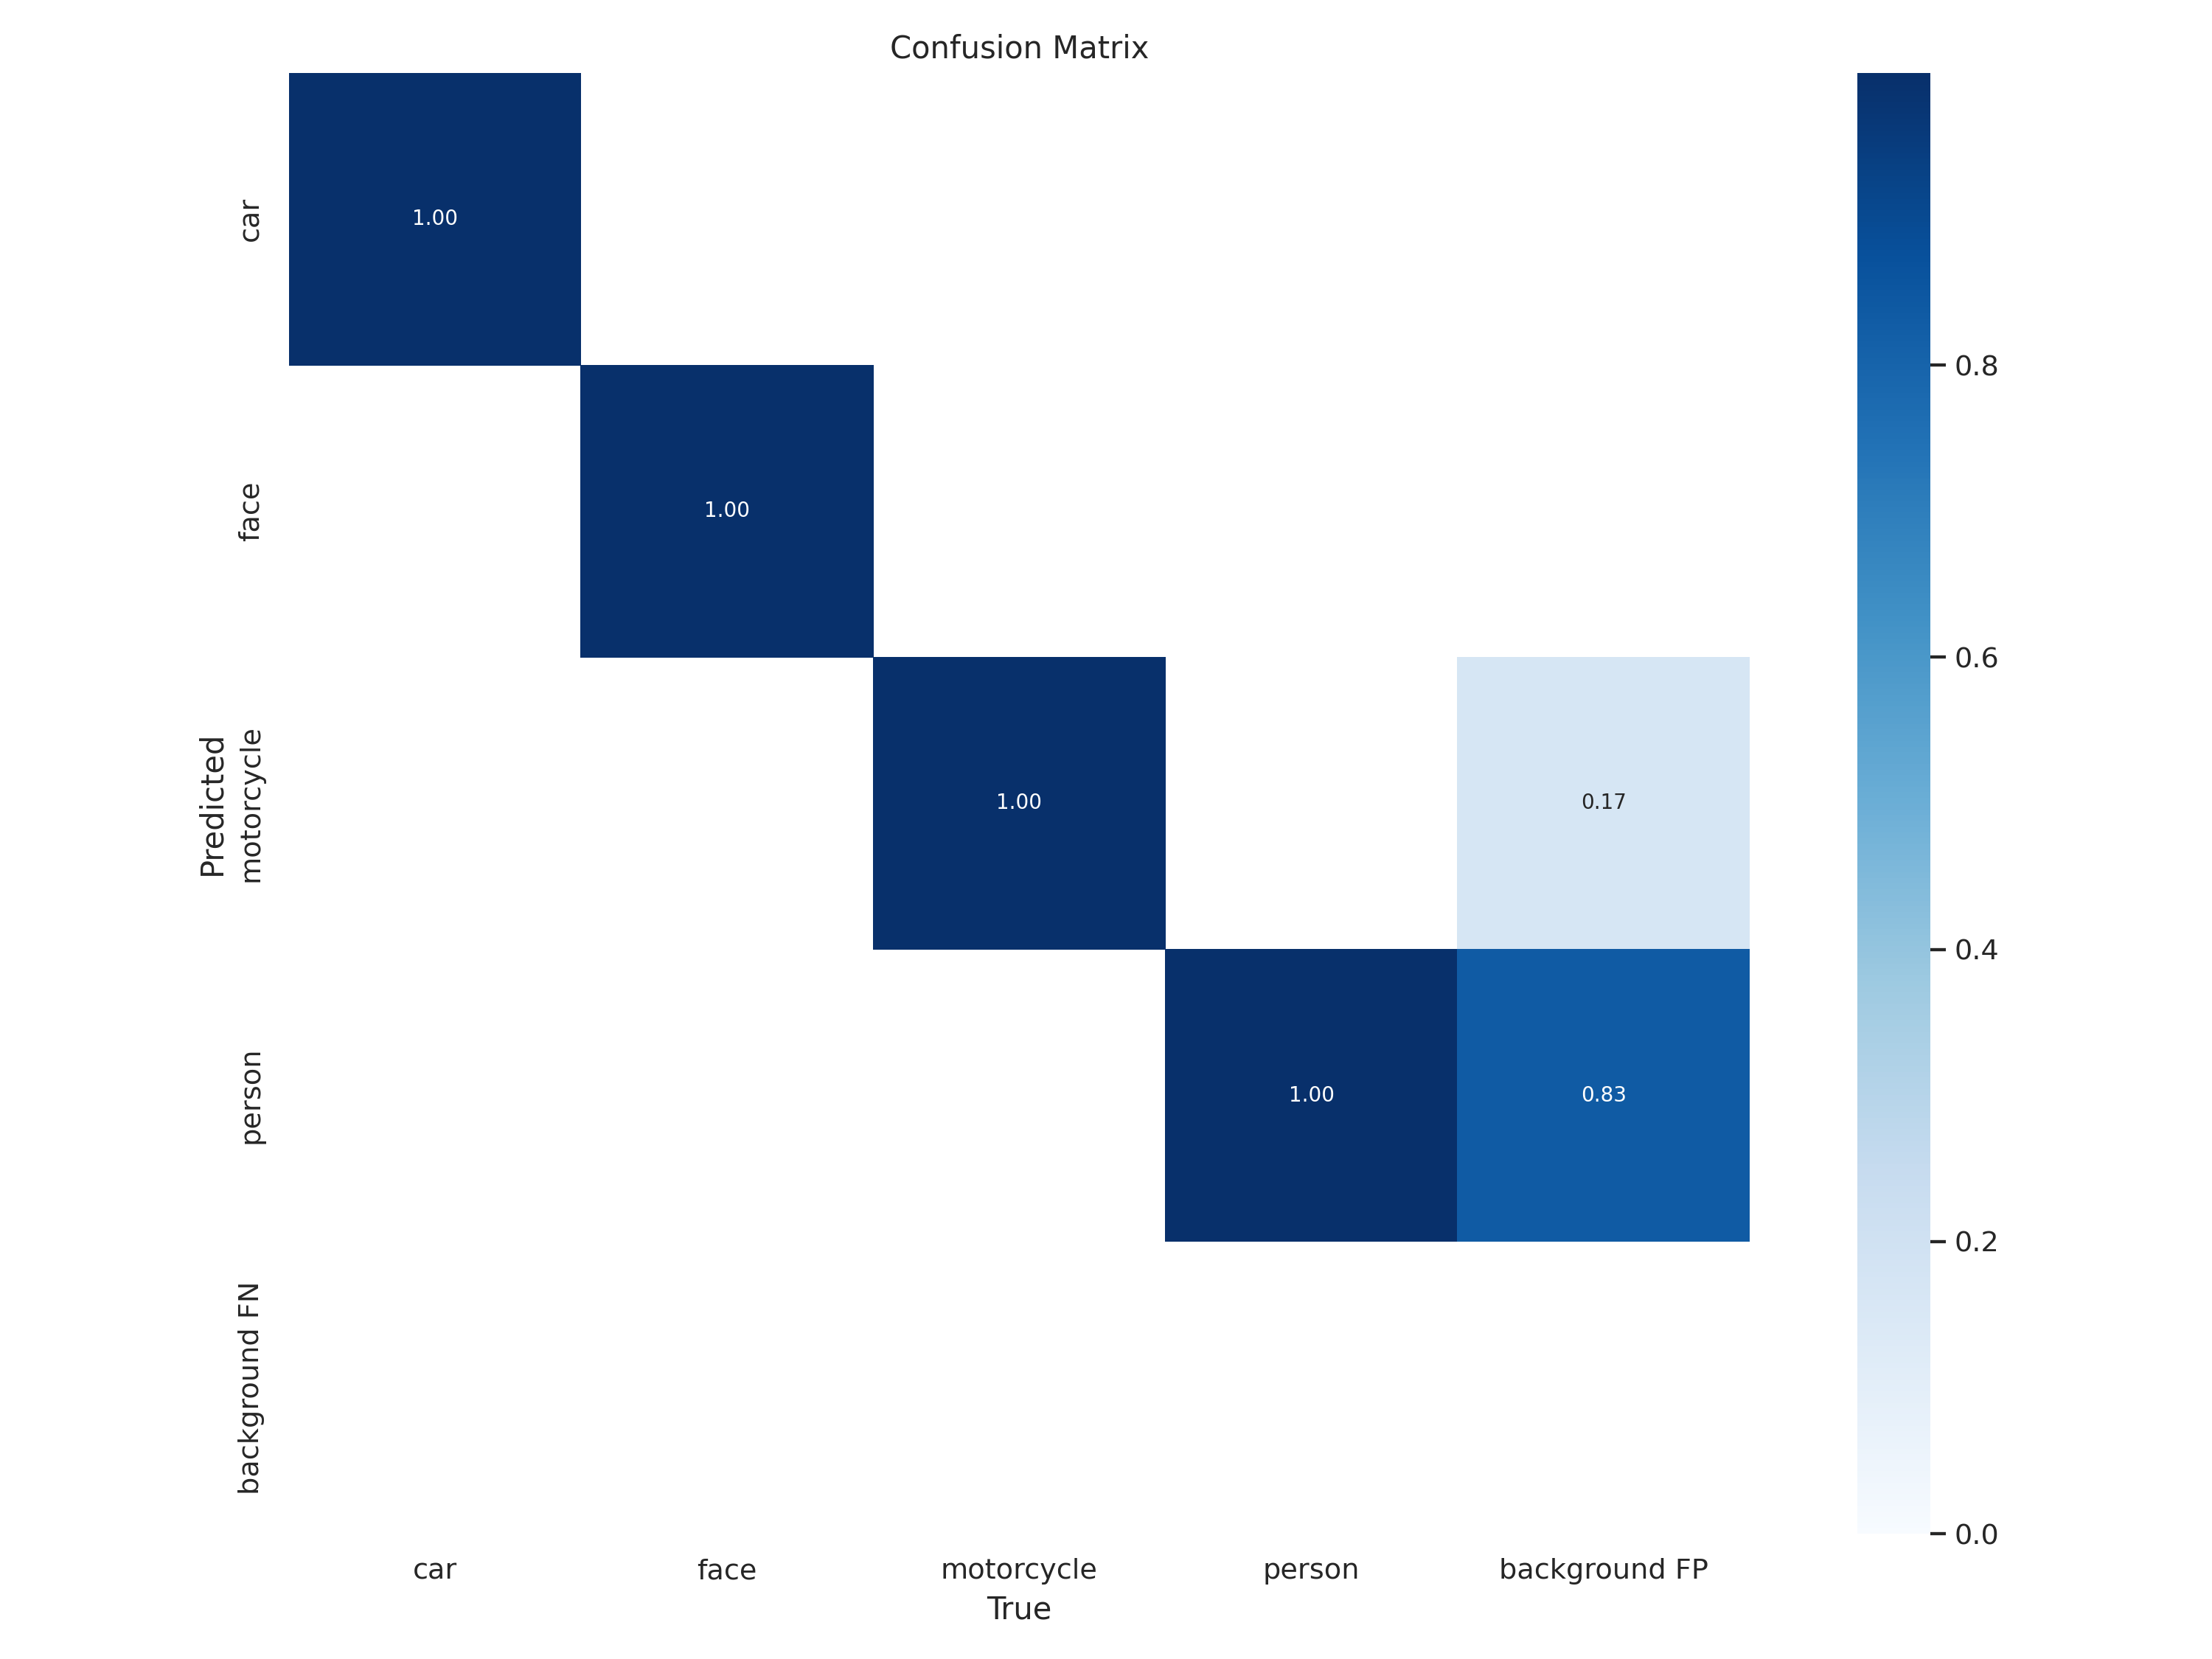 Confusion Matrix
Predicted
car
face
motorcycle
person
background FN
1.00
1.00
1.00
0.17
1.00
0.83
car
face
motorcycle
person
background FP
True
0.8
0.6
0.4
0.2
0.0